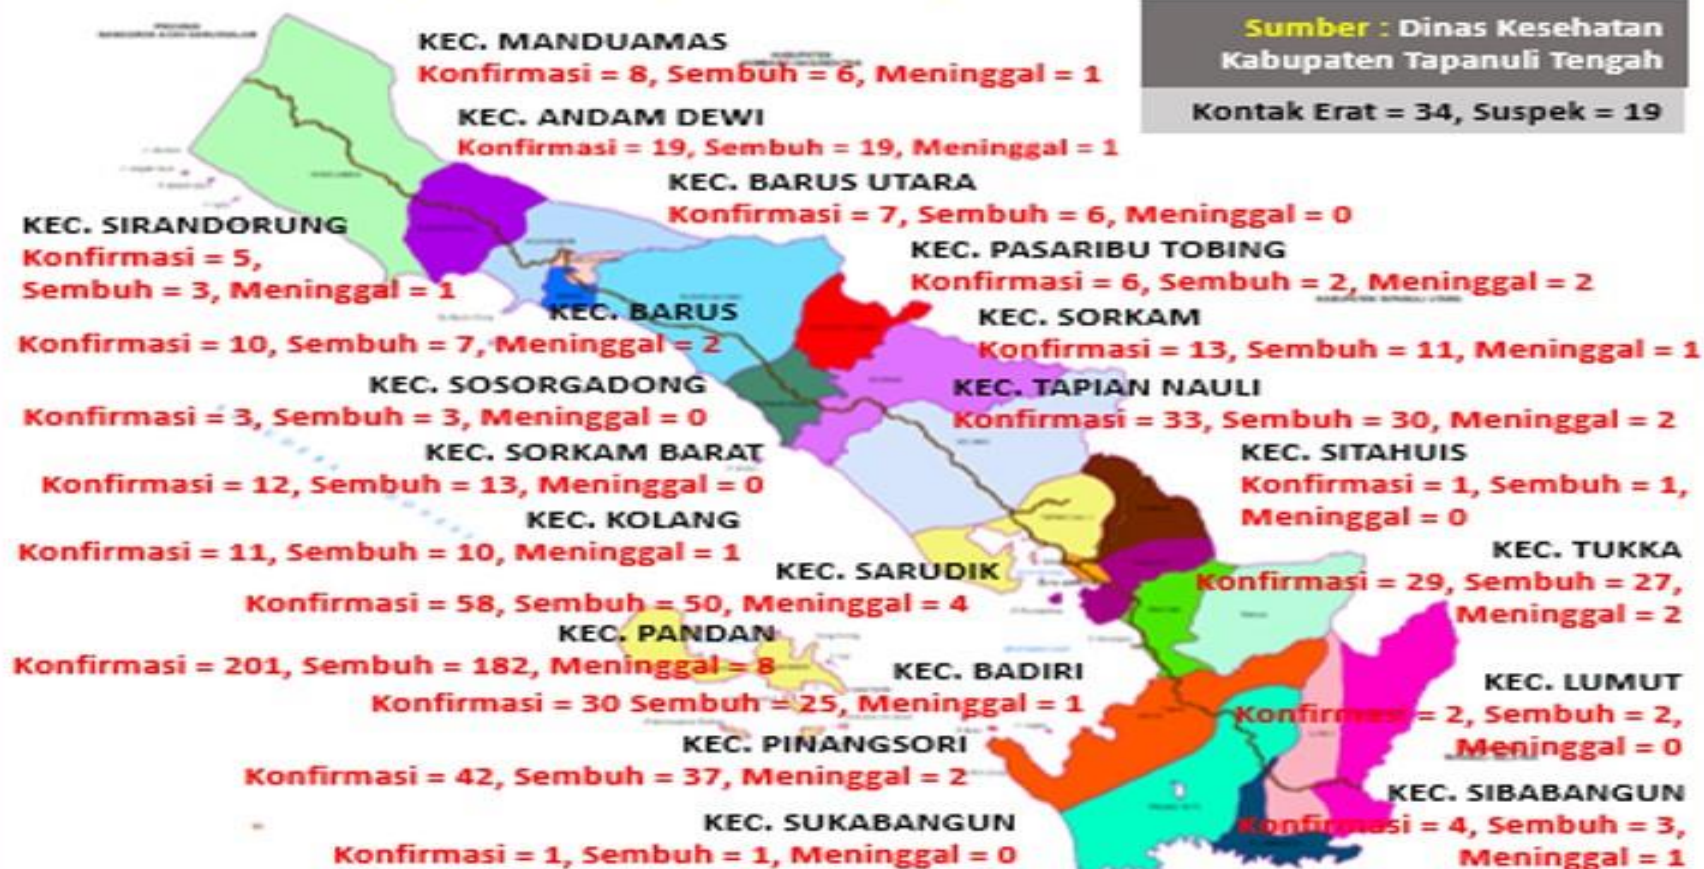 Sumber : Dinas Kesehatan
Kabupaten Tapanuli Tengah
Kontak Erat = 34, Suspek = 19
KEC. MANDUAMAS
Konfirmasi = 8, Sembuh = 6, Meninggal = 1
KEC. ANDAM DEWI
Konfirmasi = 19, Sembuh = 19, Meninggal = 1
KEC. BARUS UTARA
Konfirmasi = 7, Sembuh = 6, Meninggal = 0
KEC. SIRANDORUNG
Konfirmasi = 5,
Sembuh = 3, Meninggal = 1
KEC. PASARIBU TOBING
Konfirmasi = 6, Sembuh = 2, Meninggal = 2
KEC. BARUS
Konfirmasi = 10, Sembuh = 7, Meninggal = 2
KEC. SORKAM
Konfirmasi = 13, Sembuh = 11, Meninggal = 1
KEC. SOSORGADONG
Konfirmasi = 3, Sembuh = 3, Meninggal = 0
KEC. TAPIAN NAULI
Konfirmasi = 33, Sembuh = 30, Meninggal = 2
KEC. SORKAM BARAT
Konfirmasi = 12, Sembuh = 13, Meninggal = 0
KEC. SITAHUIS
Konfirmasi = 1, Sembuh = 1,
Meninggal = 0
KEC. KOLANG
Konfirmasi = 11, Sembuh = 10, Meninggal = 1
KEC. TUKKA
Konfirmasi = 29, Sembuh = 27,
Meninggal = 2
KEC. SARUDIK
Konfirmasi = 58, Sembuh = 50, Meninggal = 4
KEC. PANDAN
Konfirmasi = 201, Sembuh = 182, Meninggal = 8
KEC. BADIRI
Konfirmasi = 30 Sembuh = 25, Meninggal = 1
KEC. LUMUT
Konfirmasi = 2, Sembuh = 2,
Meninggal = 0
KEC. PINANGSORI
Konfirmasi = 42, Sembuh = 37, Meninggal = 2
KEC. SIBABANGUN
Konfirmasi = 4, Sembuh = 3,
Meninggal = 1
KEC. SUKABANGUN
Konfirmasi = 1, Sembuh = 1, Meninggal = 0